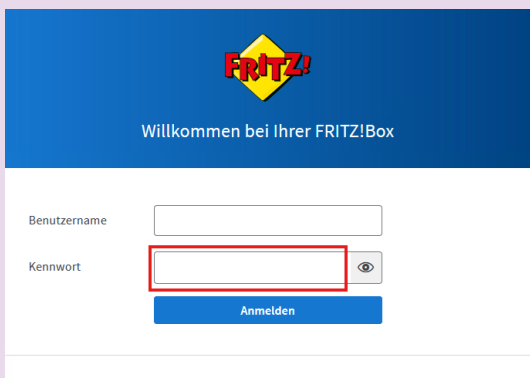 FRITZ!
Willkommen bei Ihrer FRITZ!Box
Benutzername
Kennwort
Anmelden